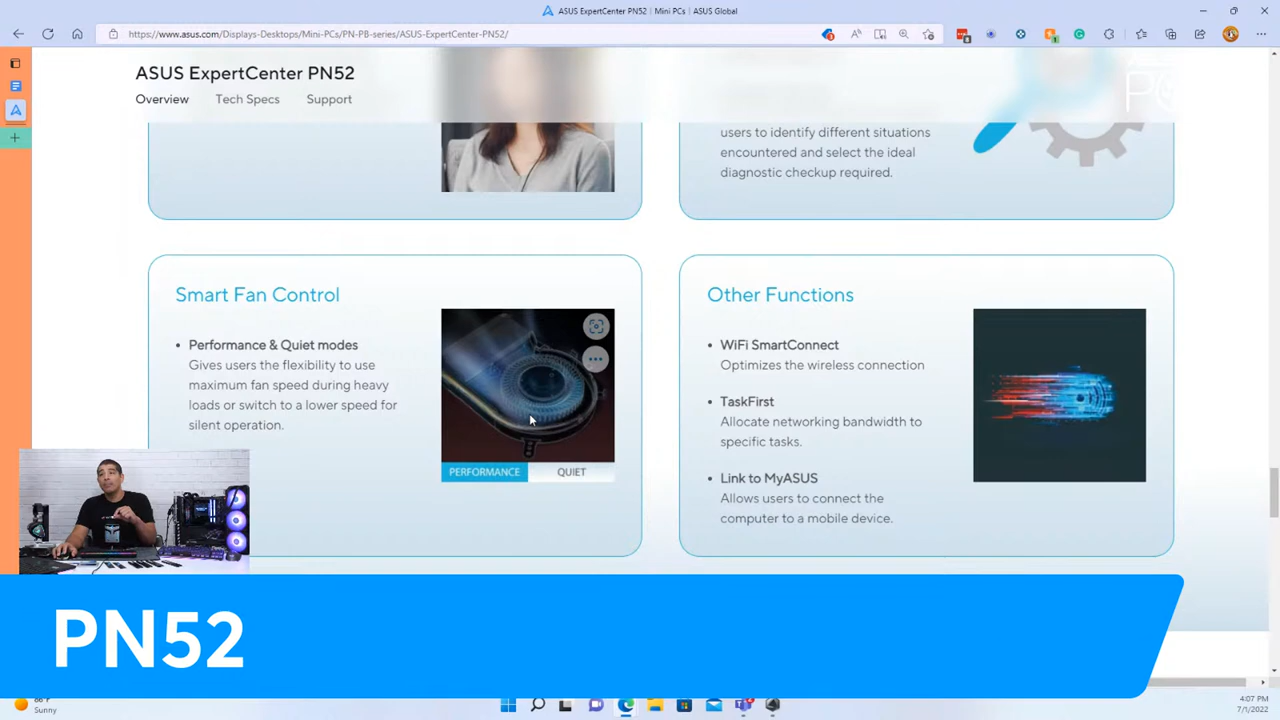 ASUS ExpertCenter PN52 | Mini PCs | ASUS Global
https://www.asus.com/Displays-Desktops/Mini-PCs/PN-PB-series/ASUS-ExpertCenter-PN52/
ASUS ExpertCenter PN52
Overview Tech Specs Support
users to identify different situations
encountered and select the ideal
diagnostic checkup required.
Smart Fan Control
• Performance & Quiet modes
Gives users the flexibility to use
maximum fan speed during heavy
loads or switch to a lower speed for
silent operation.
PERFORMANCE QUIET
Other Functions
• WiFi SmartConnect
Optimizes the wireless connection
• TaskFirst
Allocate networking bandwidth to
specific tasks.
• Link to MyASUS
Allows users to connect the
computer to a mobile device.
PN52
Sunny
4:07 PM
7/1/2022